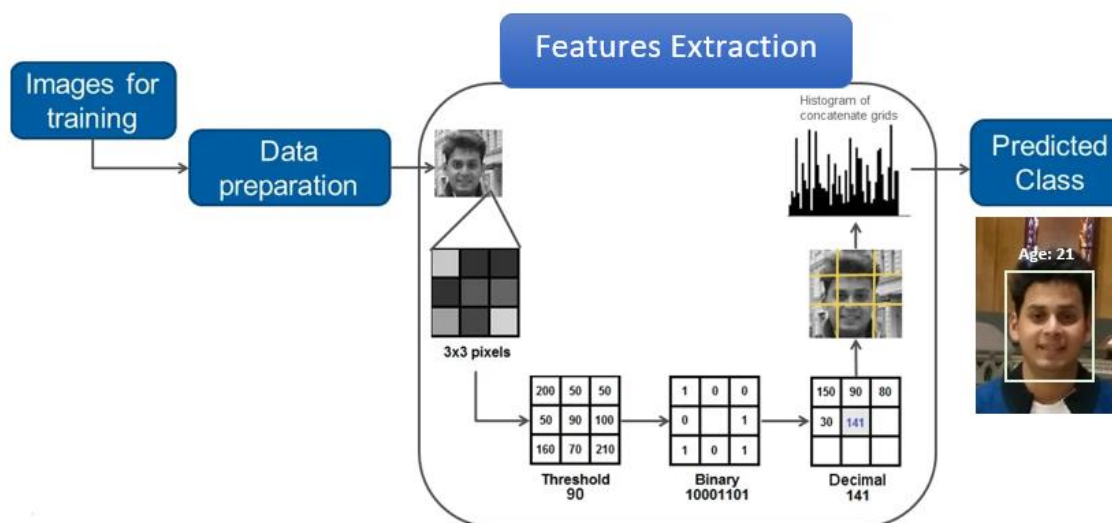 Features Extraction
Images for
training
Data
preparation
3x3 pixels
200 50 50
50 90 100
160 70 210
Threshold
90
1 0 0
0 1
1 0 1
Binary
10001101
150 90 80
30 141
Decimal
141
Histogram of
concatenate grids
Predicted
Class
Age: 21